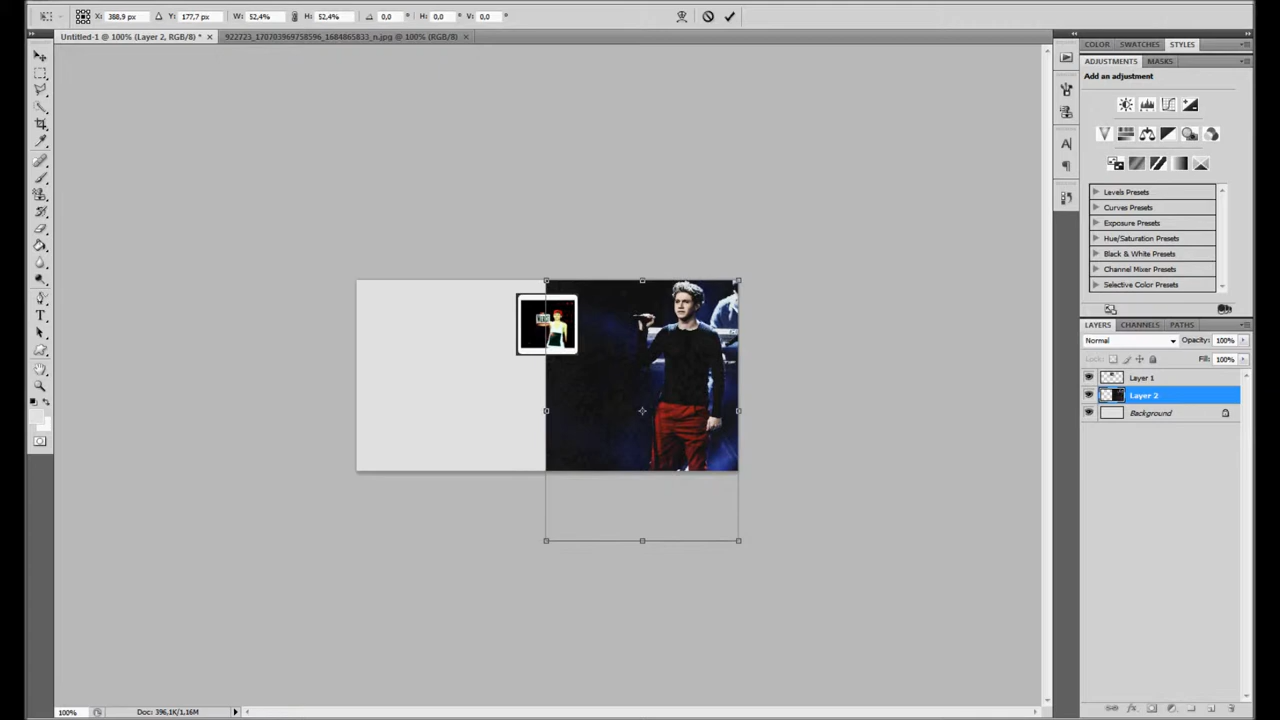 X: 388,9 px Y: 177,7 px W: 52,4% H: 52,4% 0,0 ° H: 0,0 ° V: 0,0 °
Untitled-1 @ 100% (Layer 2, RGB/8) * × 922723_170703969758596_1684865833_n.jpg @ 100% (RGB/8) ×
COLOR SWATCHES STYLES
ADJUSTMENTS MASKS
Add an adjustment
Levels Presets
Curves Presets
Exposure Presets
Hue/Saturation Presets
Black & White Presets
Channel Mixer Presets
Selective Color Presets
LAYERS CHANNELS PATHS
Normal Opacity: 100%
Lock: Fill: 100%
Layer 1
Layer 2
Background
100% Doc: 396,1K/1,16M